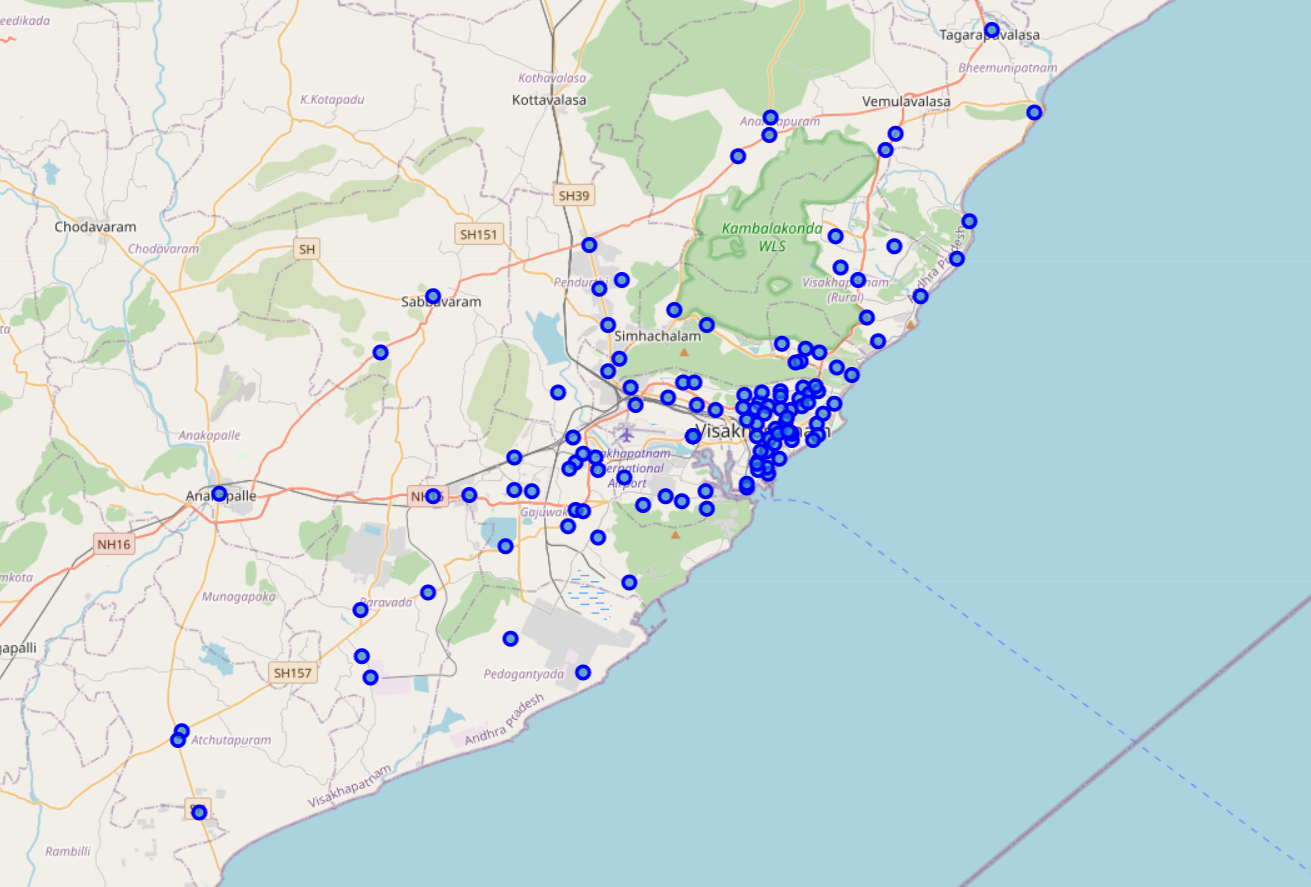 eedikada
Tagarapuvalasa
Bheemunipatnam
Kothavalasa
Kottavalasa
K.Kotapadu
Vemulavalasa
SH39
Chodavaram
Chodavaram
SH
SH151
Kambalakonda
WLS
Pendurthi
Visakhapatnam
(Rural)
Andhra Pradesh
Sabbavaram
ta
Simhachalam
Anakapalle
Visakhapatnam
Visakhapatnam
International
Airport
Anakapalle
Gajuwaka
NH16
mkota
Munagapaka
Paravada
gapalli
SH157
Pedagantyada
Andhra Pradesh
Atchutapuram
Visakhapatnam
Rambilli